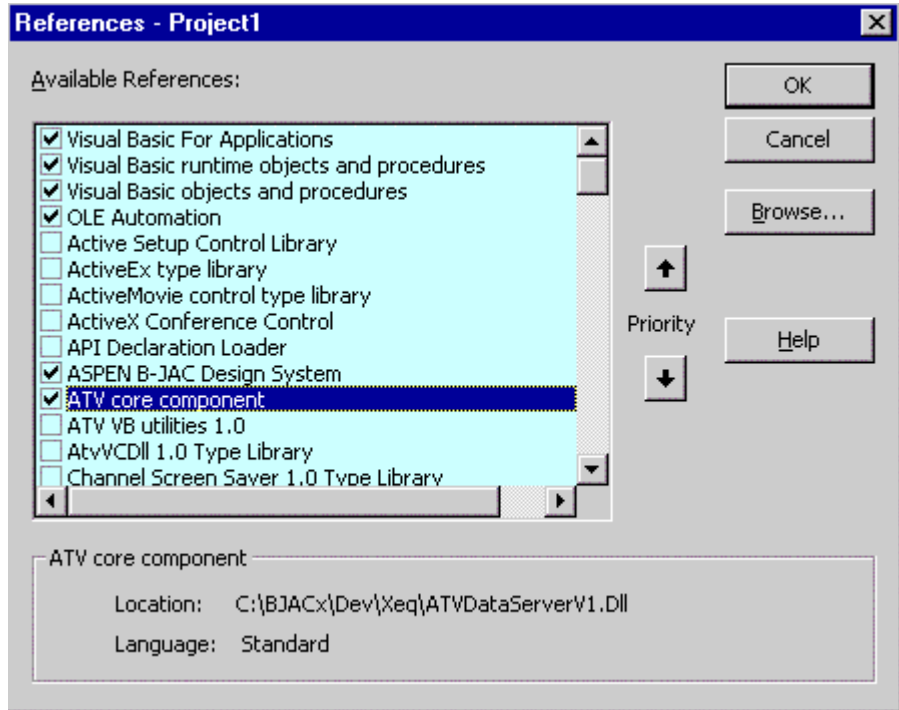 References - Project1
Available References:
Visual Basic For Applications
Visual Basic runtime objects and procedures
Visual Basic objects and procedures
OLE Automation
Active Setup Control Library
ActiveEx type library
ActiveMovie control type library
ActiveX Conference Control
API Declaration Loader
ASPEN B-JAC Design System
ATV core component
ATV VB utilities 1.0
AtvVCDll 1.0 Type Library
Channel Screen Saver 1.0 Type Library
Priority
OK
Cancel
Browse...
Help
ATV core component
Location: C:\BJACx\Dev\Xeq\ATVDataServerV1.Dll
Language: Standard